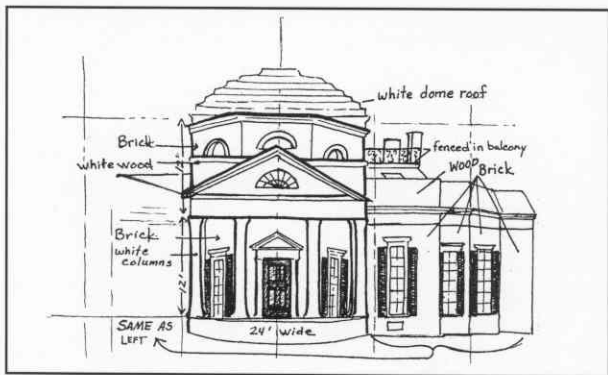 white dome roof
Brick
fenced in balcony
white wood
WOOD
Brick
Brick
white
columns
12'
SAME AS
LEFT
24' wide